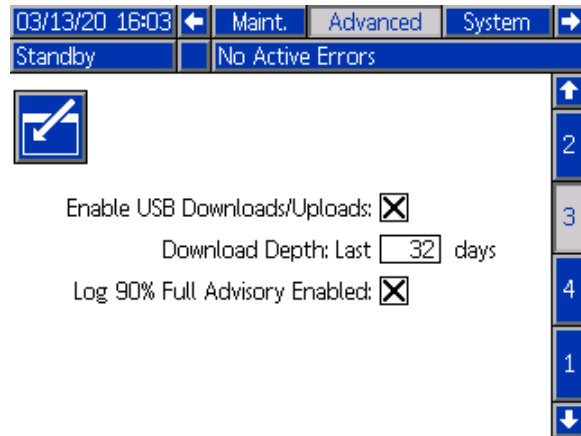 03/13/20 16:03 Maint. Advanced System
Standby No Active Errors
2
Enable USB Downloads/Uploads:
3
Download Depth: Last 32 days
Log 90% Full Advisory Enabled:
4
1